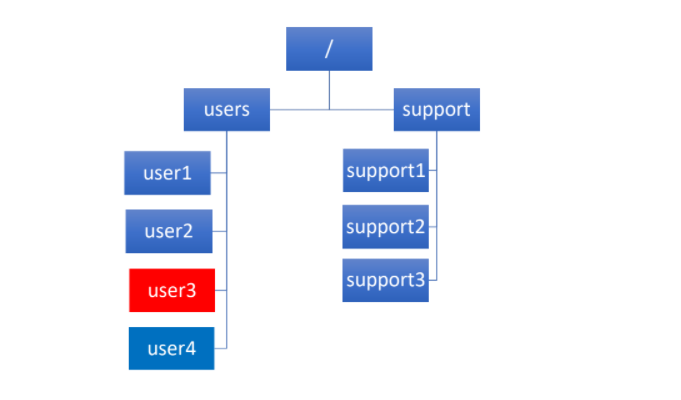 /
users
support
user1
support1
user2
support2
user3
support3
user4